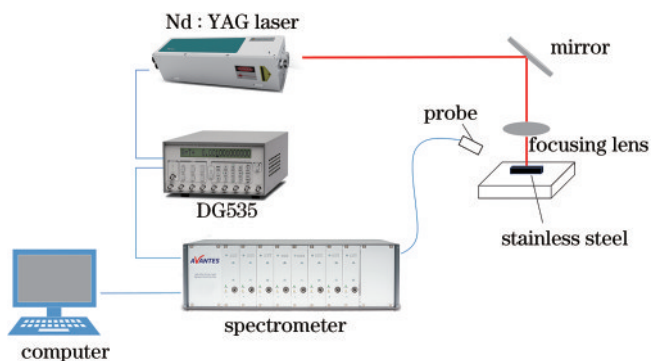 Nd : YAG laser
mirror
probe
focusing lens
DG535
stainless steel
AVANTES
spectrometer
computer